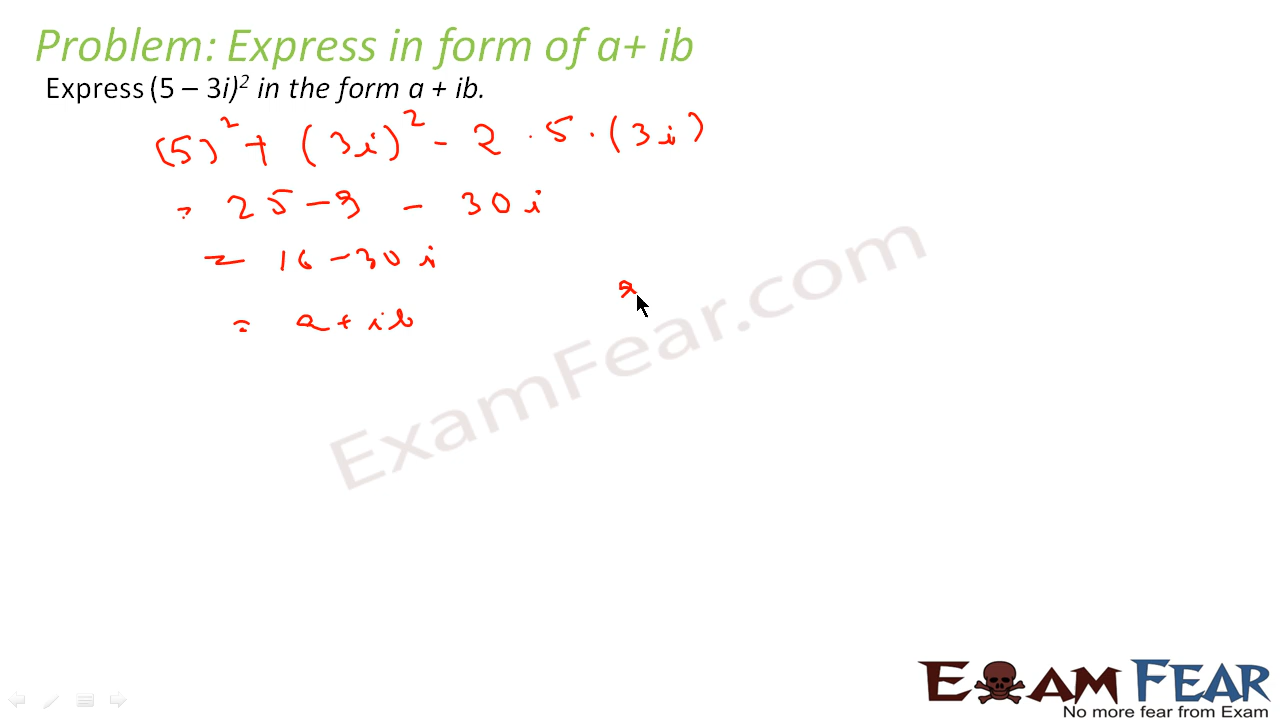 Problem: Express in form of a+ ib
Express (5 – 3i)² in the form a + ib.
(5)² + (3i)² - 2 · 5 · (3i)
= 25 - 9 - 30i
= 16 - 30i
= a + ib
ExamFear.com
EXAM FEAR
No more fear from Exam